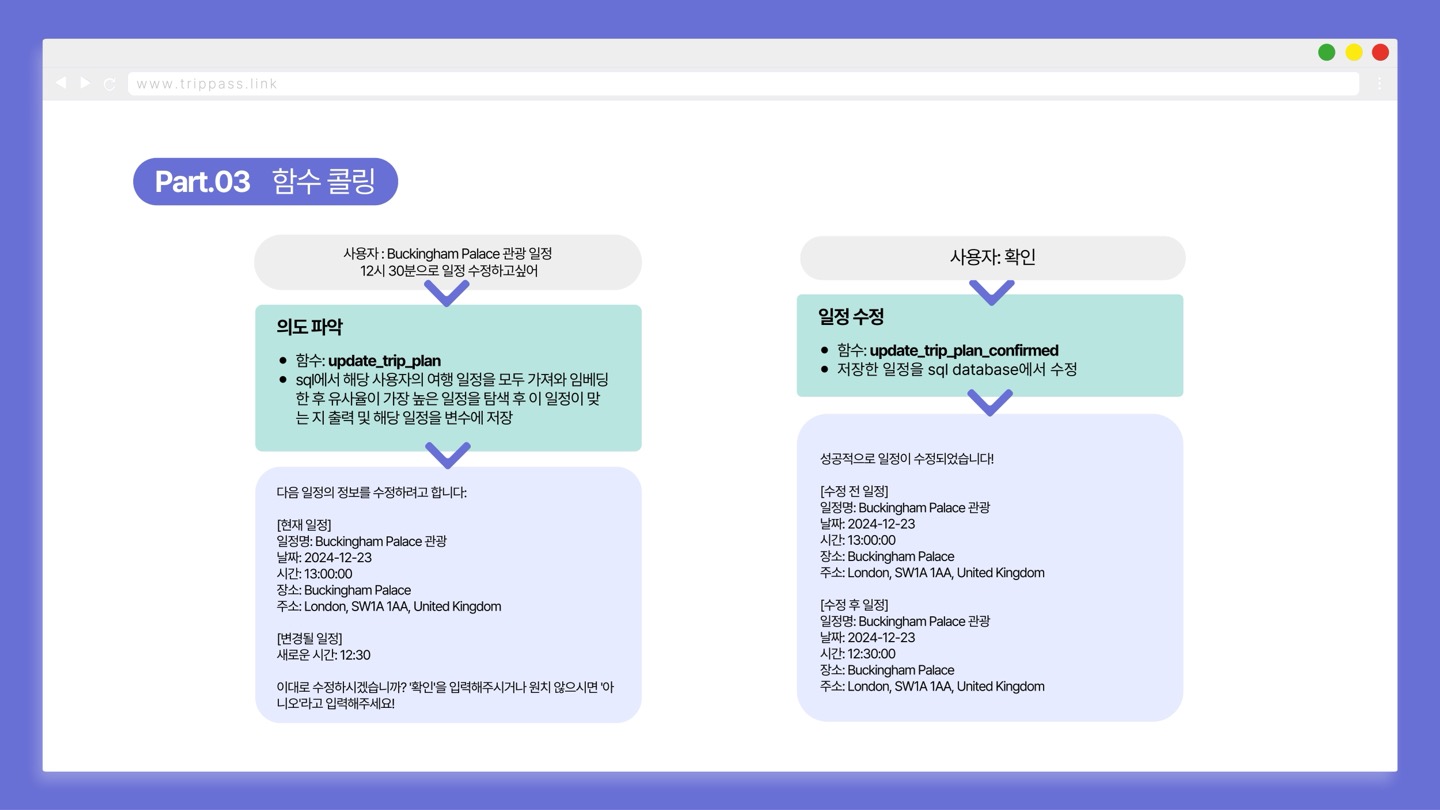 www.trippass.link
Part.03 함수 콜링
사용자 : Buckingham Palace 관광 일정
12시 30분으로 일정 수정하고싶어
의도 파악
● 함수: update_trip_plan
● sql에서 해당 사용자의 여행 일정을 모두 가져와 임베딩
한 후 유사율이 가장 높은 일정을 탐색 후 이 일정이 맞
는 지 출력 및 해당 일정을 변수에 저장
다음 일정의 정보를 수정하려고 합니다:
[현재 일정]
일정명: Buckingham Palace 관광
날짜: 2024-12-23
시간: 13:00:00
장소: Buckingham Palace
주소: London, SW1A 1AA, United Kingdom
[변경될 일정]
새로운 시간: 12:30
이대로 수정하시겠습니까? '확인'을 입력해주시거나 원치 않으시면 '아
니오'라고 입력해주세요!
사용자: 확인
일정 수정
● 함수: update_trip_plan_confirmed
● 저장한 일정을 sql database에서 수정
성공적으로 일정이 수정되었습니다!
[수정 전 일정]
일정명: Buckingham Palace 관광
날짜: 2024-12-23
시간: 13:00:00
장소: Buckingham Palace
주소: London, SW1A 1AA, United Kingdom
[수정 후 일정]
일정명: Buckingham Palace 관광
날짜: 2024-12-23
시간: 12:30:00
장소: Buckingham Palace
주소: London, SW1A 1AA, United Kingdom